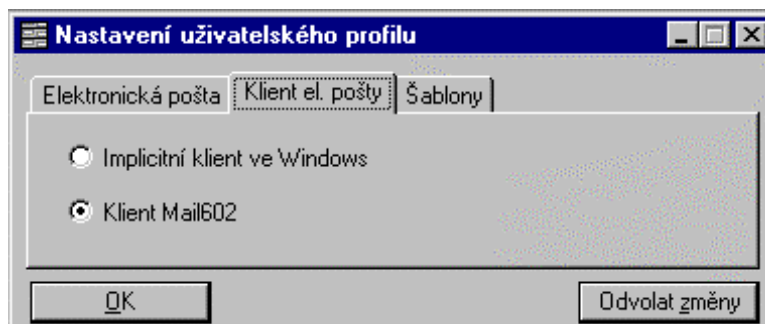 Nastavení uživatelského profilu
Elektronická pošta Klient el. pošty Šablony
Implicitní klient ve Windows
Klient Mail602
OK Odvolat změny